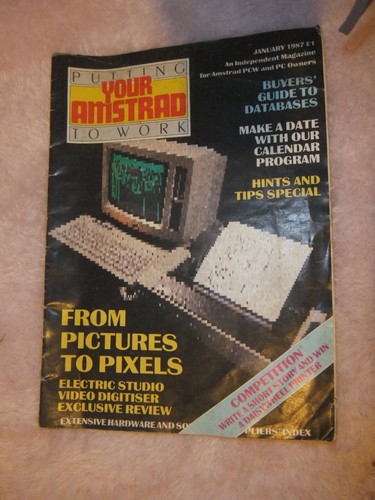 PUTTING
YOUR
AMSTRAD
TO WORK
JANUARY 1987 £1
An Independent Magazine
for Amstrad PCW and PC Owners
BUYERS'
GUIDE TO
DATABASES
MAKE A DATE
WITH OUR
CALENDAR
PROGRAM
HINTS AND
TIPS SPECIAL
FROM
PICTURES
TO PIXELS
ELECTRIC STUDIO
VIDEO DIGITISER
EXCLUSIVE REVIEW
COMPETITION
WRITE A SHORT STORY AND WIN
A DAISYWHEEL PRINTER
EXTENSIVE HARDWARE AND SO PLIERS' INDEX